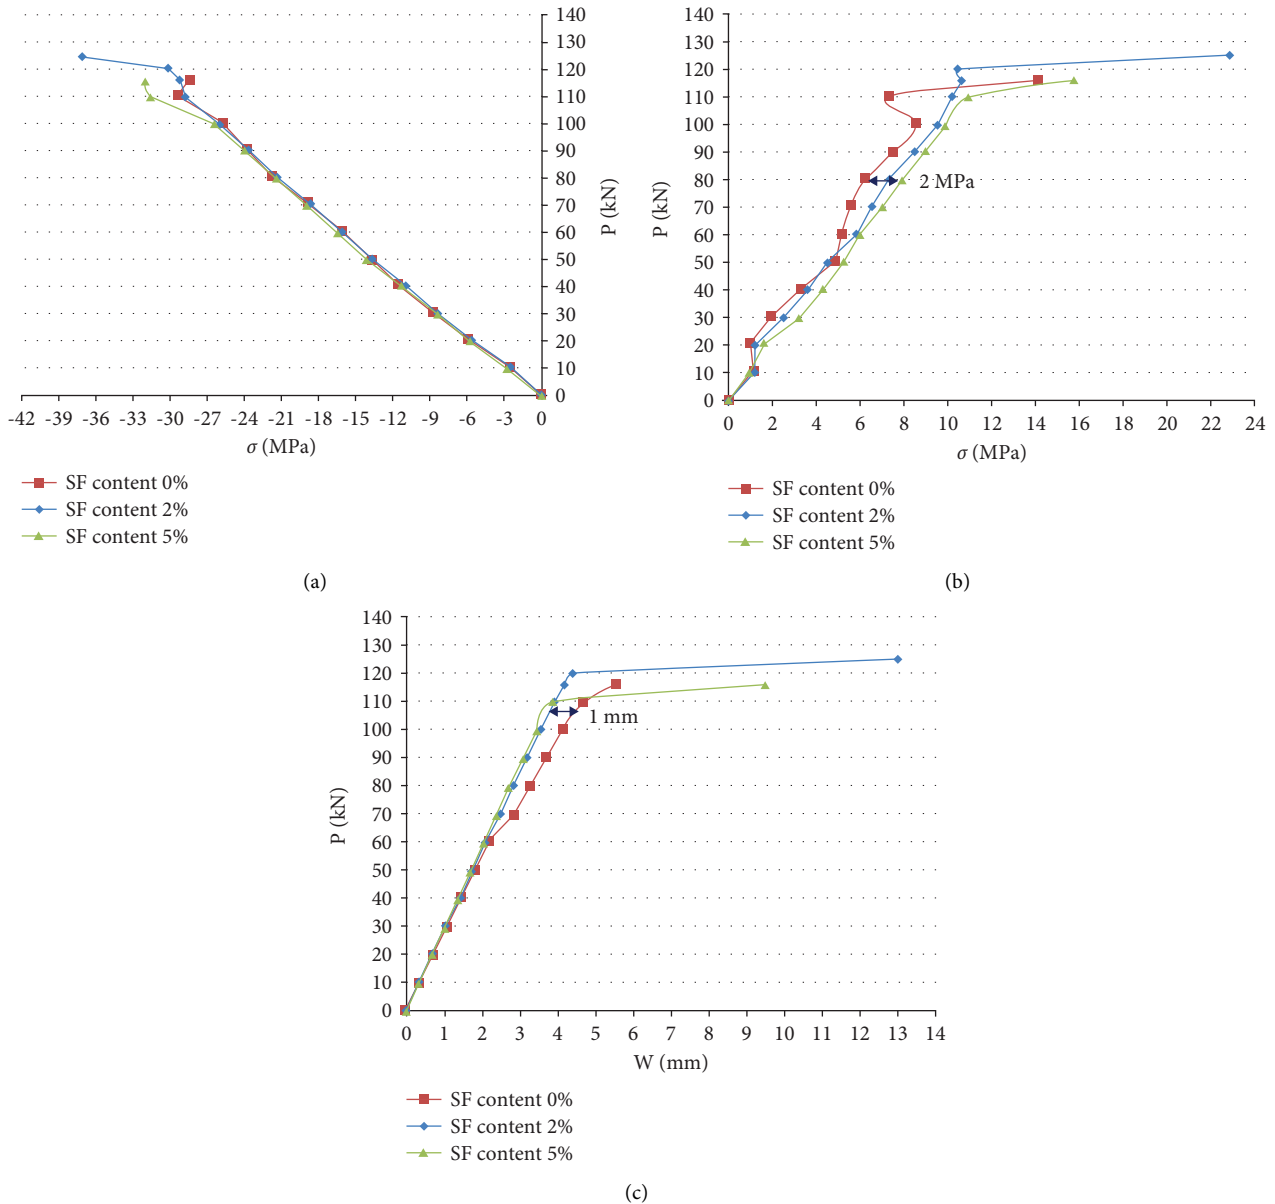 140
130
120
110
100
90
80
70
60
50
40
30
20
10
0
P (kN)
-42 -39 -36 -33 -30 -27 -24 -21 -18 -15 -12 -9 -6 -3 0
σ (MPa)
SF content 0%
SF content 2%
SF content 5%
(a)
140
130
120
110
100
90
80
70
60
50
40
30
20
10
0
P (kN)
2 MPa
0 2 4 6 8 10 12 14 16 18 20 22 24
σ (MPa)
SF content 0%
SF content 2%
SF content 5%
(b)
140
130
120
110
100
90
80
70
60
50
40
30
20
10
0
P (kN)
1 mm
0 1 2 3 4 5 6 7 8 9 10 11 12 13 14
W (mm)
SF content 0%
SF content 2%
SF content 5%
(c)